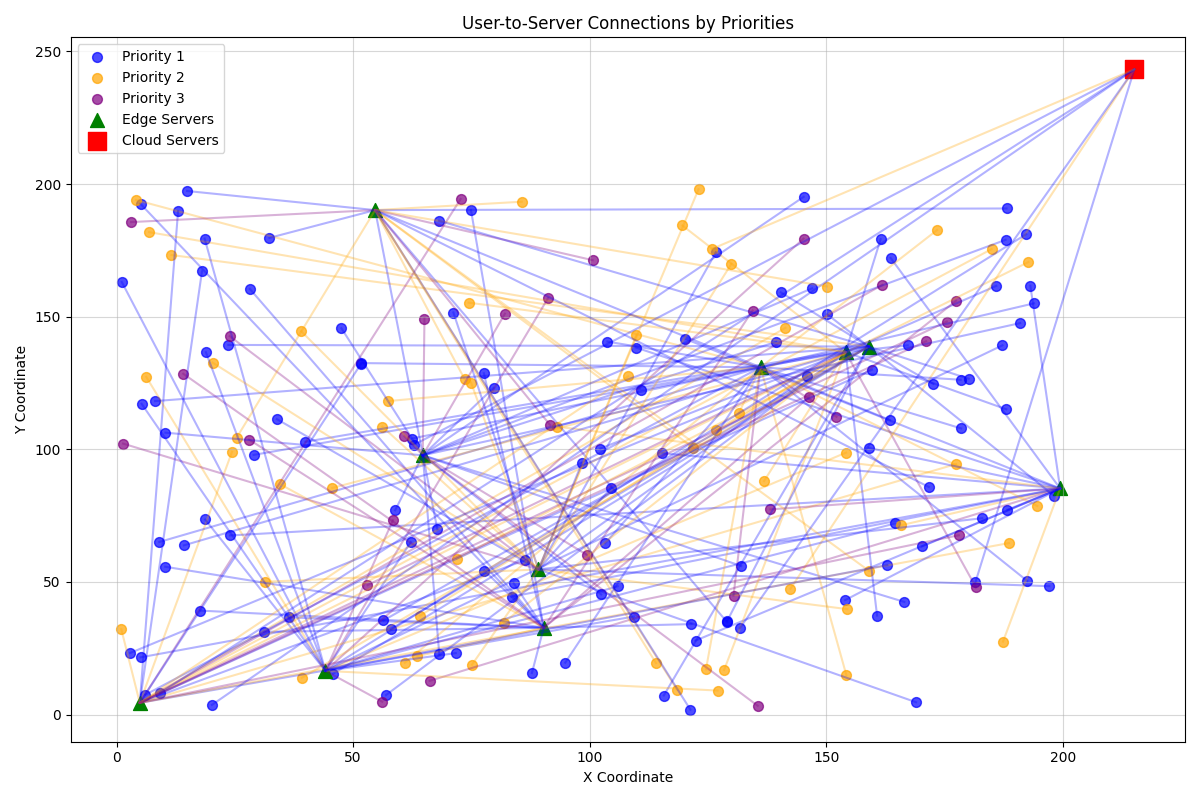 User-to-Server Connections by Priorities
Priority 1
Priority 2
Priority 3
Edge Servers
Cloud Servers
250
200
150
100
50
0
Y Coordinate
0
50
100
150
200
X Coordinate